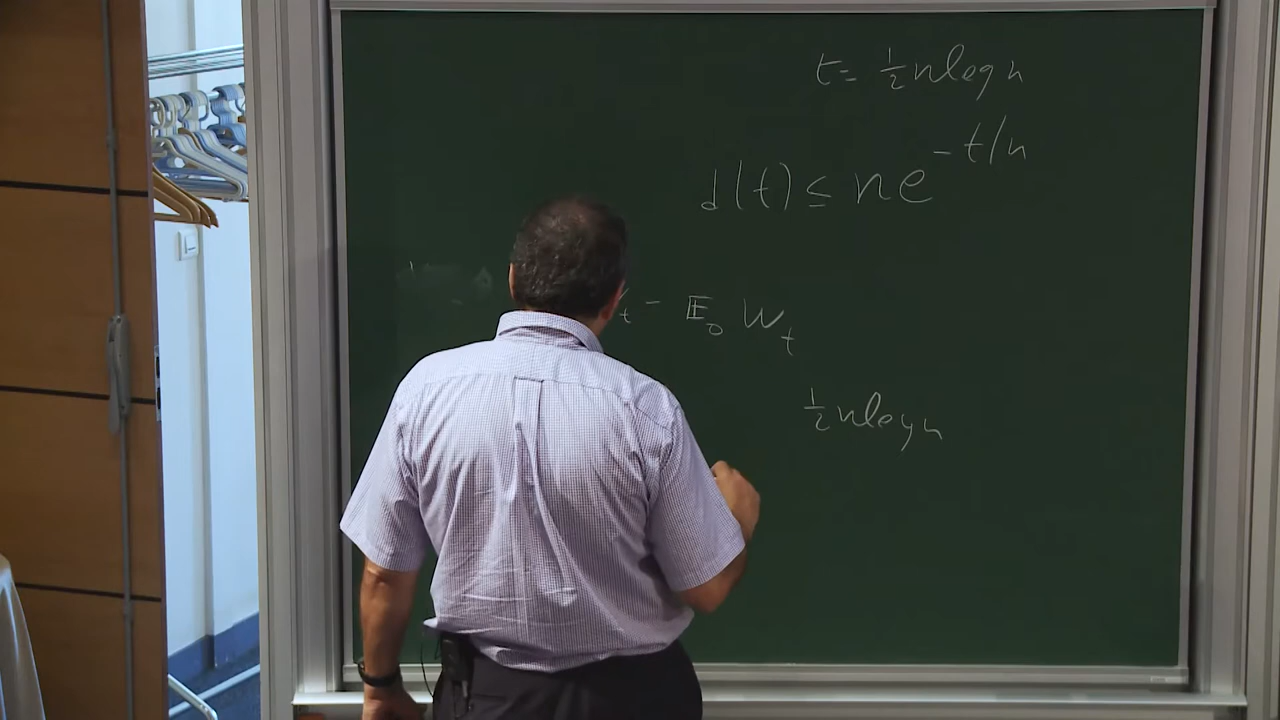 t = ½ n log n
d(t) ≤ n e^{-t/n}
t - 𝔼₀ W_t
½ n log n